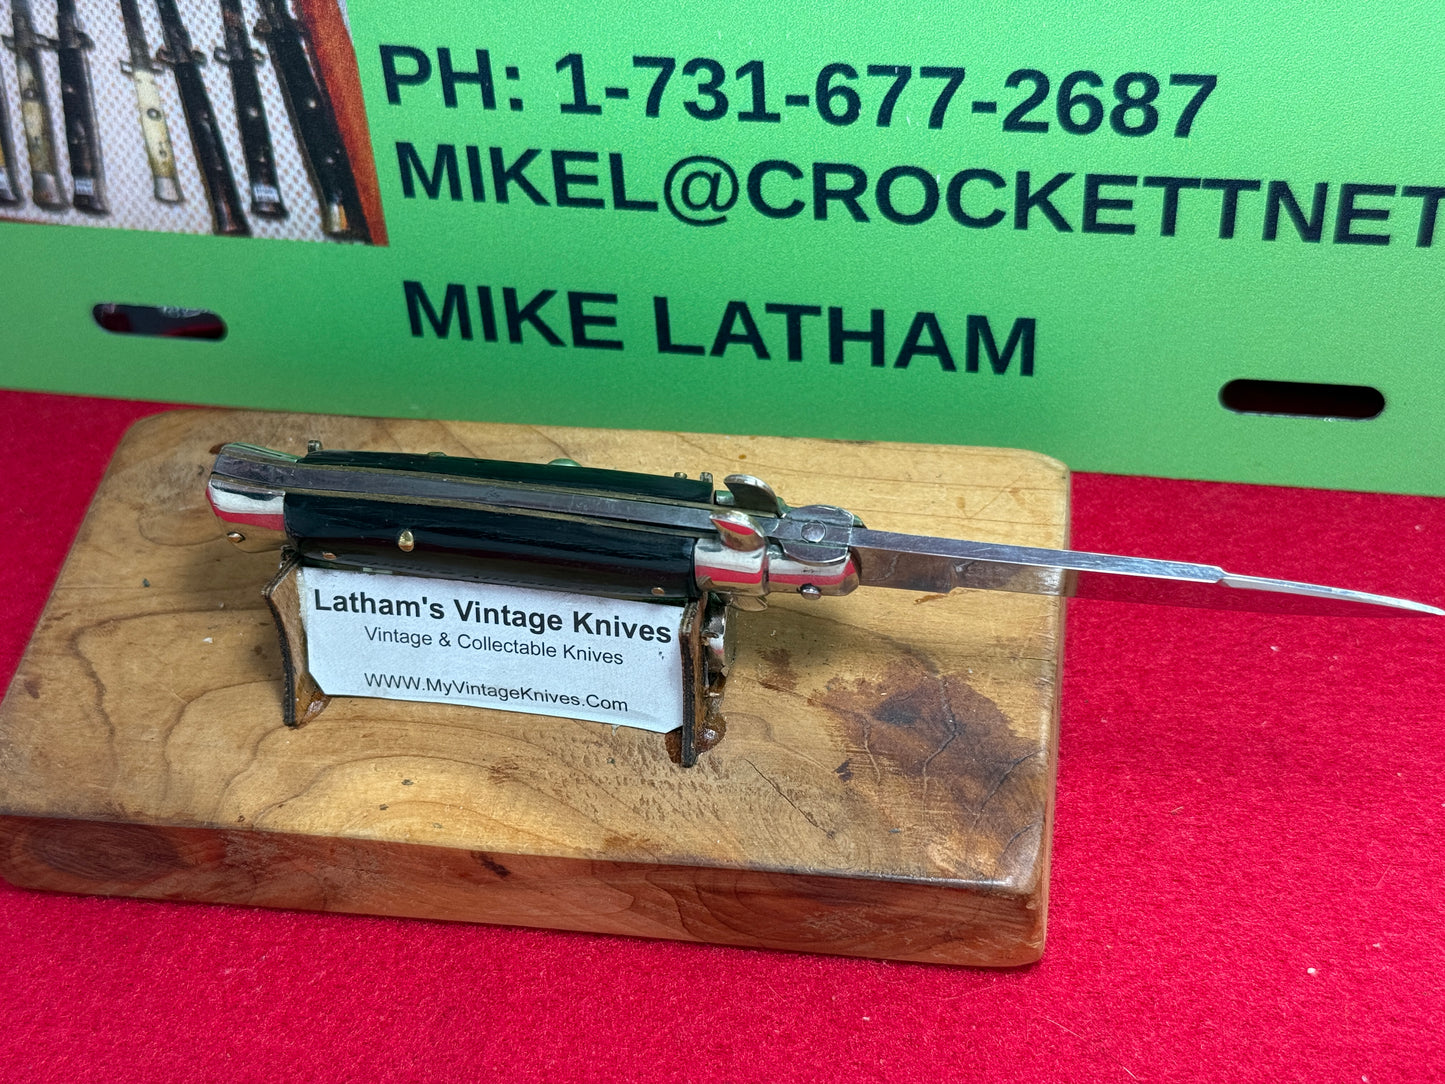 PH: 1-731-677-2687
MIKEL@CROCKETTNET
MIKE LATHAM
Latham's Vintage Knives
Vintage & Collectable Knives
WWW.MyVintageKnives.Com